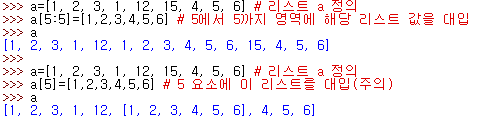 >>> a=[1, 2, 3, 1, 12, 15, 4, 5, 6] # 리스트 a 정의
>>> a[5:5]=[1,2,3,4,5,6] # 5에서 5까지 영역에 해당 리스트 값을 대입
>>> a
[1, 2, 3, 1, 12, 1, 2, 3, 4, 5, 6, 15, 4, 5, 6]
>>>
>>> a=[1, 2, 3, 1, 12, 15, 4, 5, 6] # 리스트 a 정의
>>> a[5]=[1,2,3,4,5,6] # 5 요소에 이 리스트를 대입(주의)
>>> a
[1, 2, 3, 1, 12, [1, 2, 3, 4, 5, 6], 4, 5, 6]